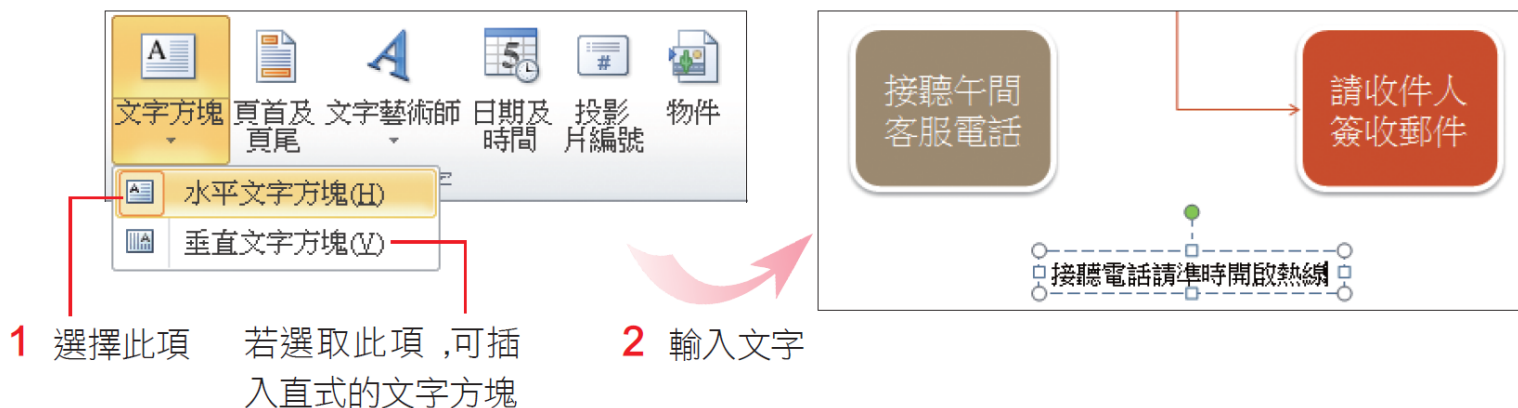 文字方塊 頁首及 文字藝術師 日期及 投影 物件
頁尾 時間 片編號
水平文字方塊(H)
垂直文字方塊(V)
1 選擇此項
若選取此項 ,可插
入直式的文字方塊
接聽午間
客服電話
請收件人
簽收郵件
接聽電話請準時開啟熱線
2 輸入文字